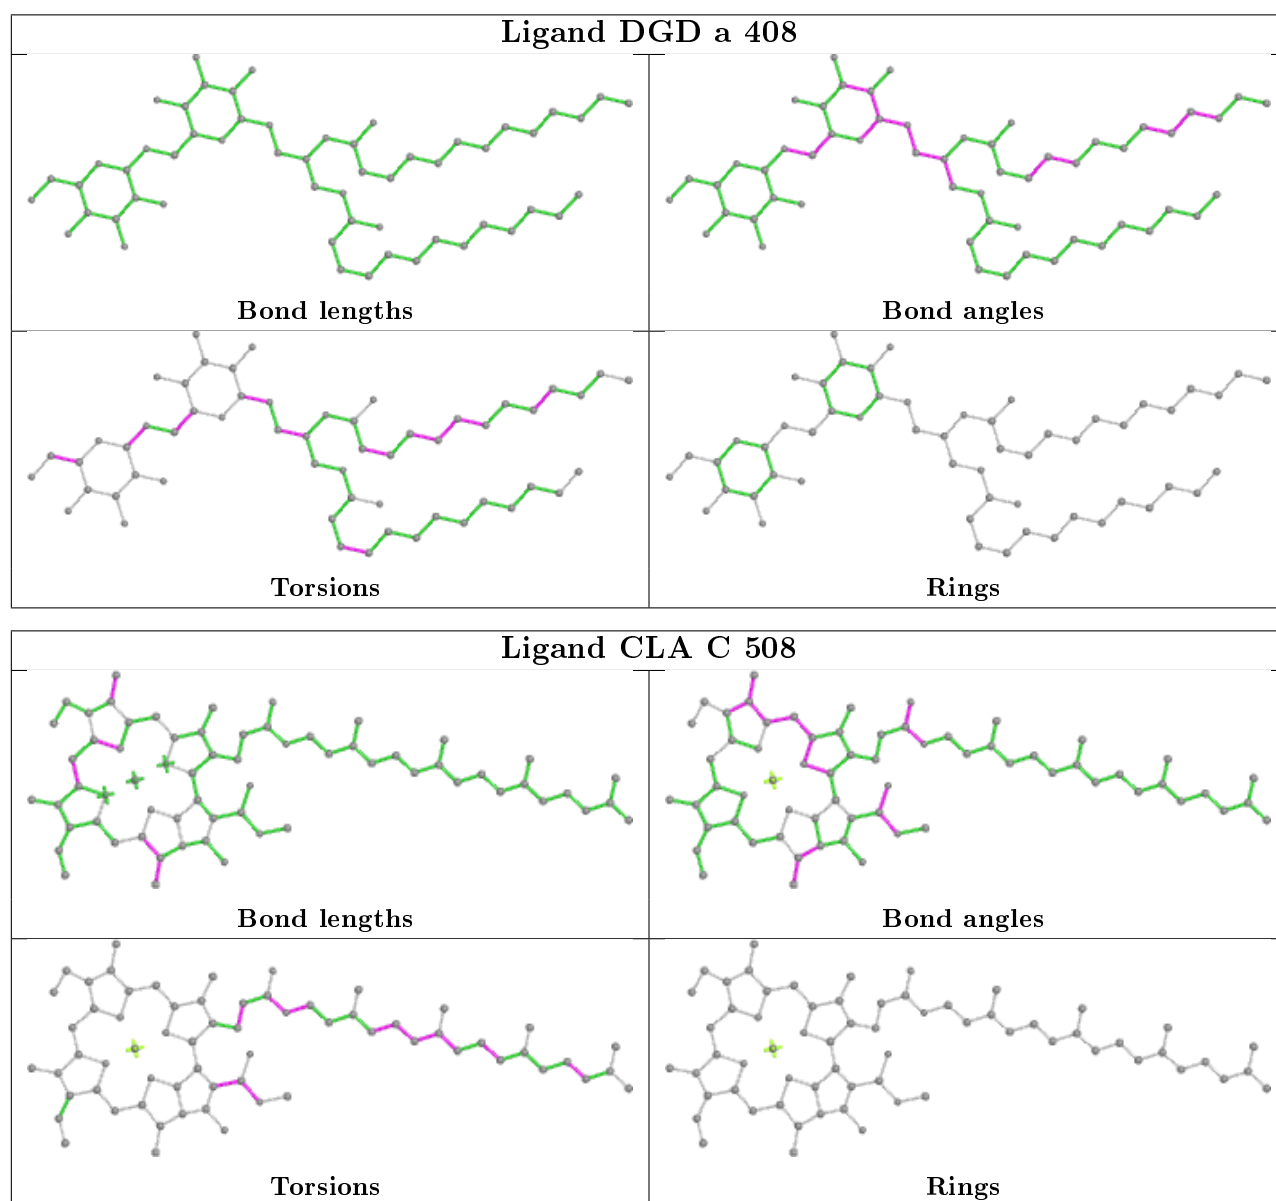 Ligand DGD a 408
Bond lengths
Bond angles
Torsions
Rings
Ligand CLA C 508
Bond lengths
Bond angles
Torsions
Rings